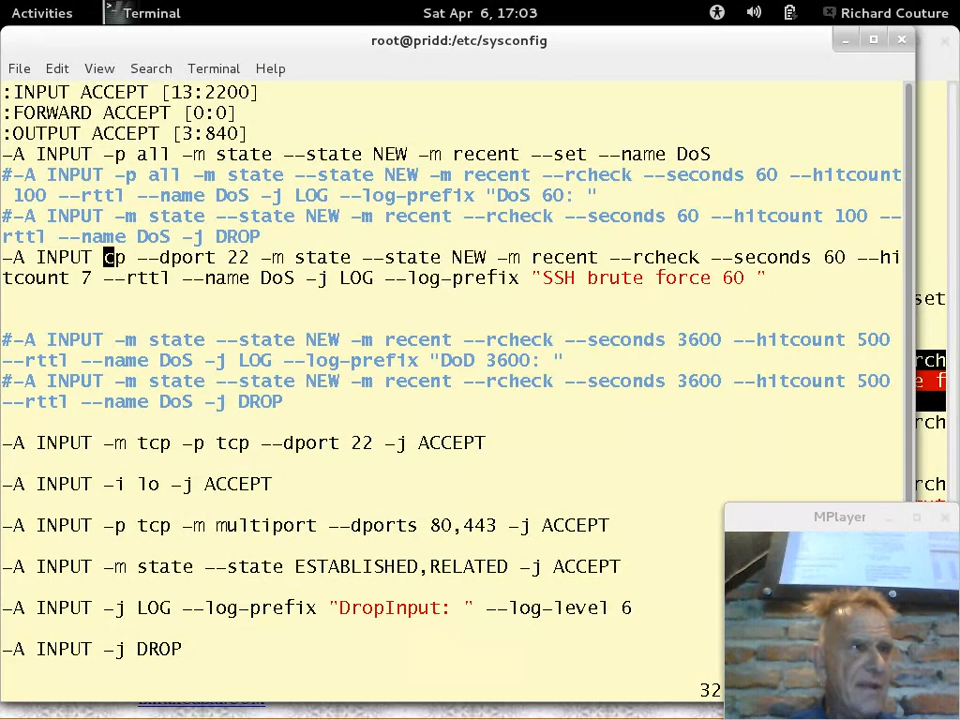 Activities Terminal Sat Apr 6, 17:03 Richard Couture
root@pridd:/etc/sysconfig
File Edit View Search Terminal Help
:INPUT ACCEPT [13:2200]
:FORWARD ACCEPT [0:0]
:OUTPUT ACCEPT [3:840]
-A INPUT -p all -m state --state NEW -m recent --set --name DoS
#-A INPUT -p all -m state --state NEW -m recent --rcheck --seconds 60 --hitcount
100 --rttl --name DoS -j LOG --log-prefix "DoS 60: "
#-A INPUT -m state --state NEW -m recent --rcheck --seconds 60 --hitcount 100 --
rttl --name DoS -j DROP
-A INPUT cp --dport 22 -m state --state NEW -m recent --rcheck --seconds 60 --hi
tcount 7 --rttl --name DoS -j LOG --log-prefix "SSH brute force 60 "
set
#-A INPUT -m state --state NEW -m recent --rcheck --seconds 3600 --hitcount 500
--rttl --name DoS -j LOG --log-prefix "DoD 3600: "
rch
#-A INPUT -m state --state NEW -m recent --rcheck --seconds 3600 --hitcount 500
e f
--rttl --name DoS -j DROP
rch
-A INPUT -m tcp -p tcp --dport 22 -j ACCEPT
-A INPUT -i lo -j ACCEPT
rch
MPlayer
-A INPUT -p tcp -m multiport --dports 80,443 -j ACCEPT
-A INPUT -m state --state ESTABLISHED,RELATED -j ACCEPT
-A INPUT -j LOG --log-prefix "DropInput: " --log-level 6
-A INPUT -j DROP
32